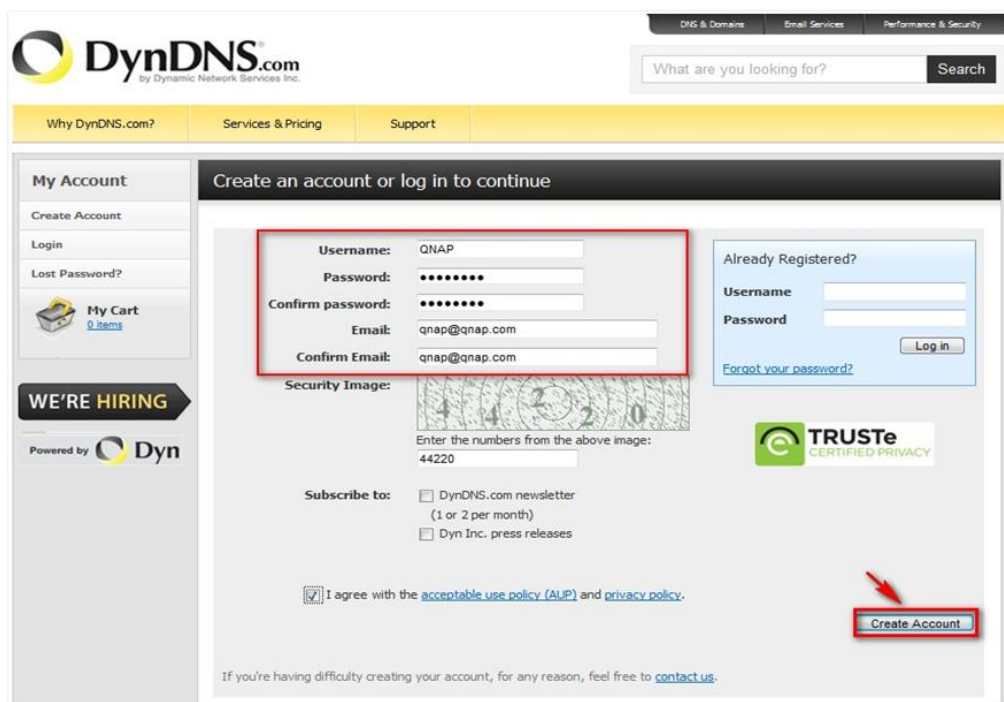 DNS & Domains
Email Services
Performance & Security
DynDNS.com
by Dynamic Network Services Inc.
What are you looking for?
Search
Why DynDNS.com?
Services & Pricing
Support
My Account
Create Account
Login
Lost Password?
My Cart
0 items
WE'RE HIRING
Powered by Dyn
Create an account or log in to continue
Username: QNAP
Password: ••••••••
Confirm password: ••••••••
Email: qnap@qnap.com
Confirm Email: qnap@qnap.com
Security Image: 44220
Enter the numbers from the above image:
44220
Subscribe to: DynDNS.com newsletter
(1 or 2 per month)
Dyn Inc. press releases
I agree with the acceptable use policy (AUP) and privacy policy.
Create Account
If you're having difficulty creating your account, for any reason, feel free to contact us.
Already Registered?
Username
Password
Log in
Forgot your password?
TRUSTe
CERTIFIED PRIVACY